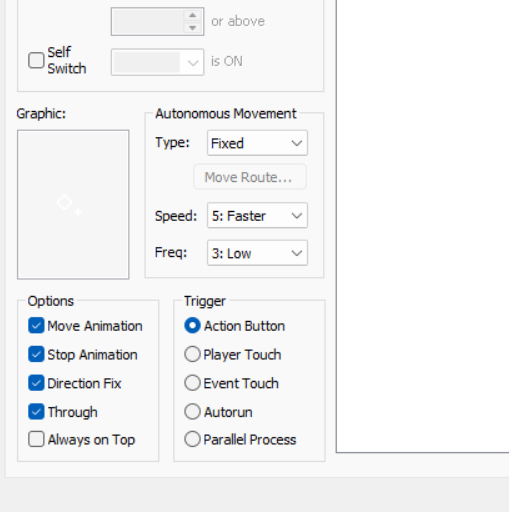 or above
Self
Switch
is ON
Graphic:
Autonomous Movement
Type:
Fixed
Move Route...
Speed:
5: Faster
Freq:
3: Low
Options
Move Animation
Stop Animation
Direction Fix
Through
Always on Top
Trigger
Action Button
Player Touch
Event Touch
Autorun
Parallel Process